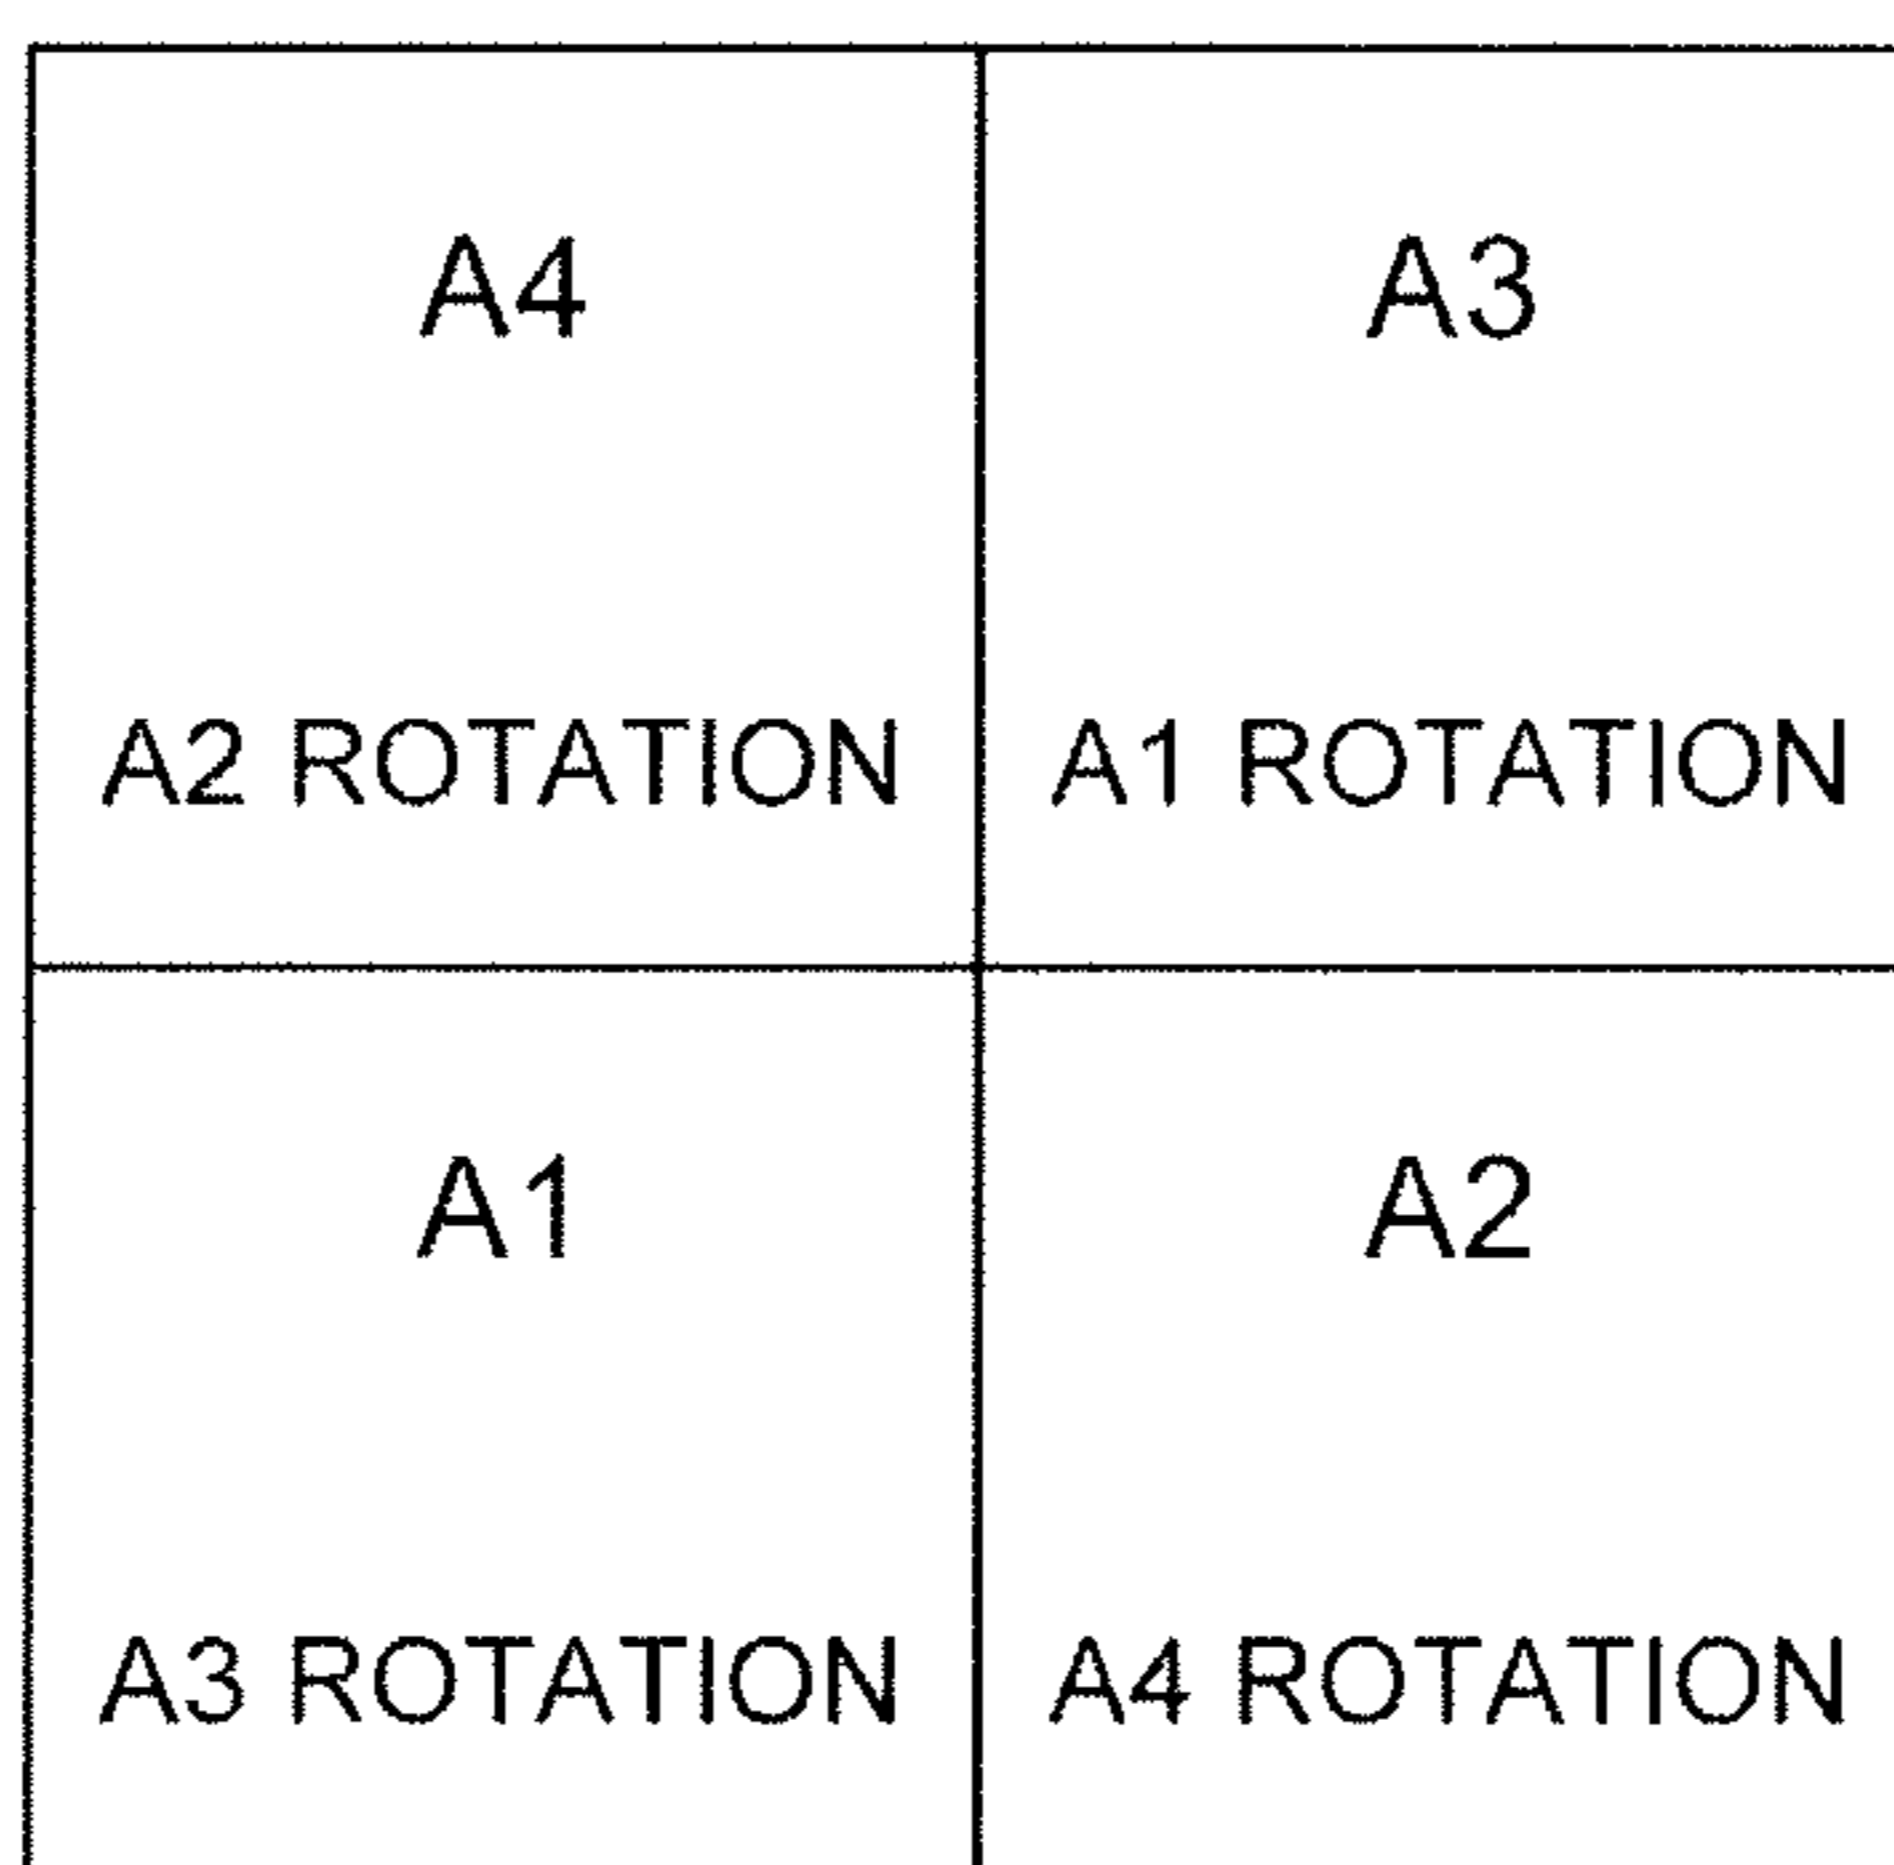 A4
A2 ROTATION
A3
A1 ROTATION
A1
A3 ROTATION
A2
A4 ROTATION